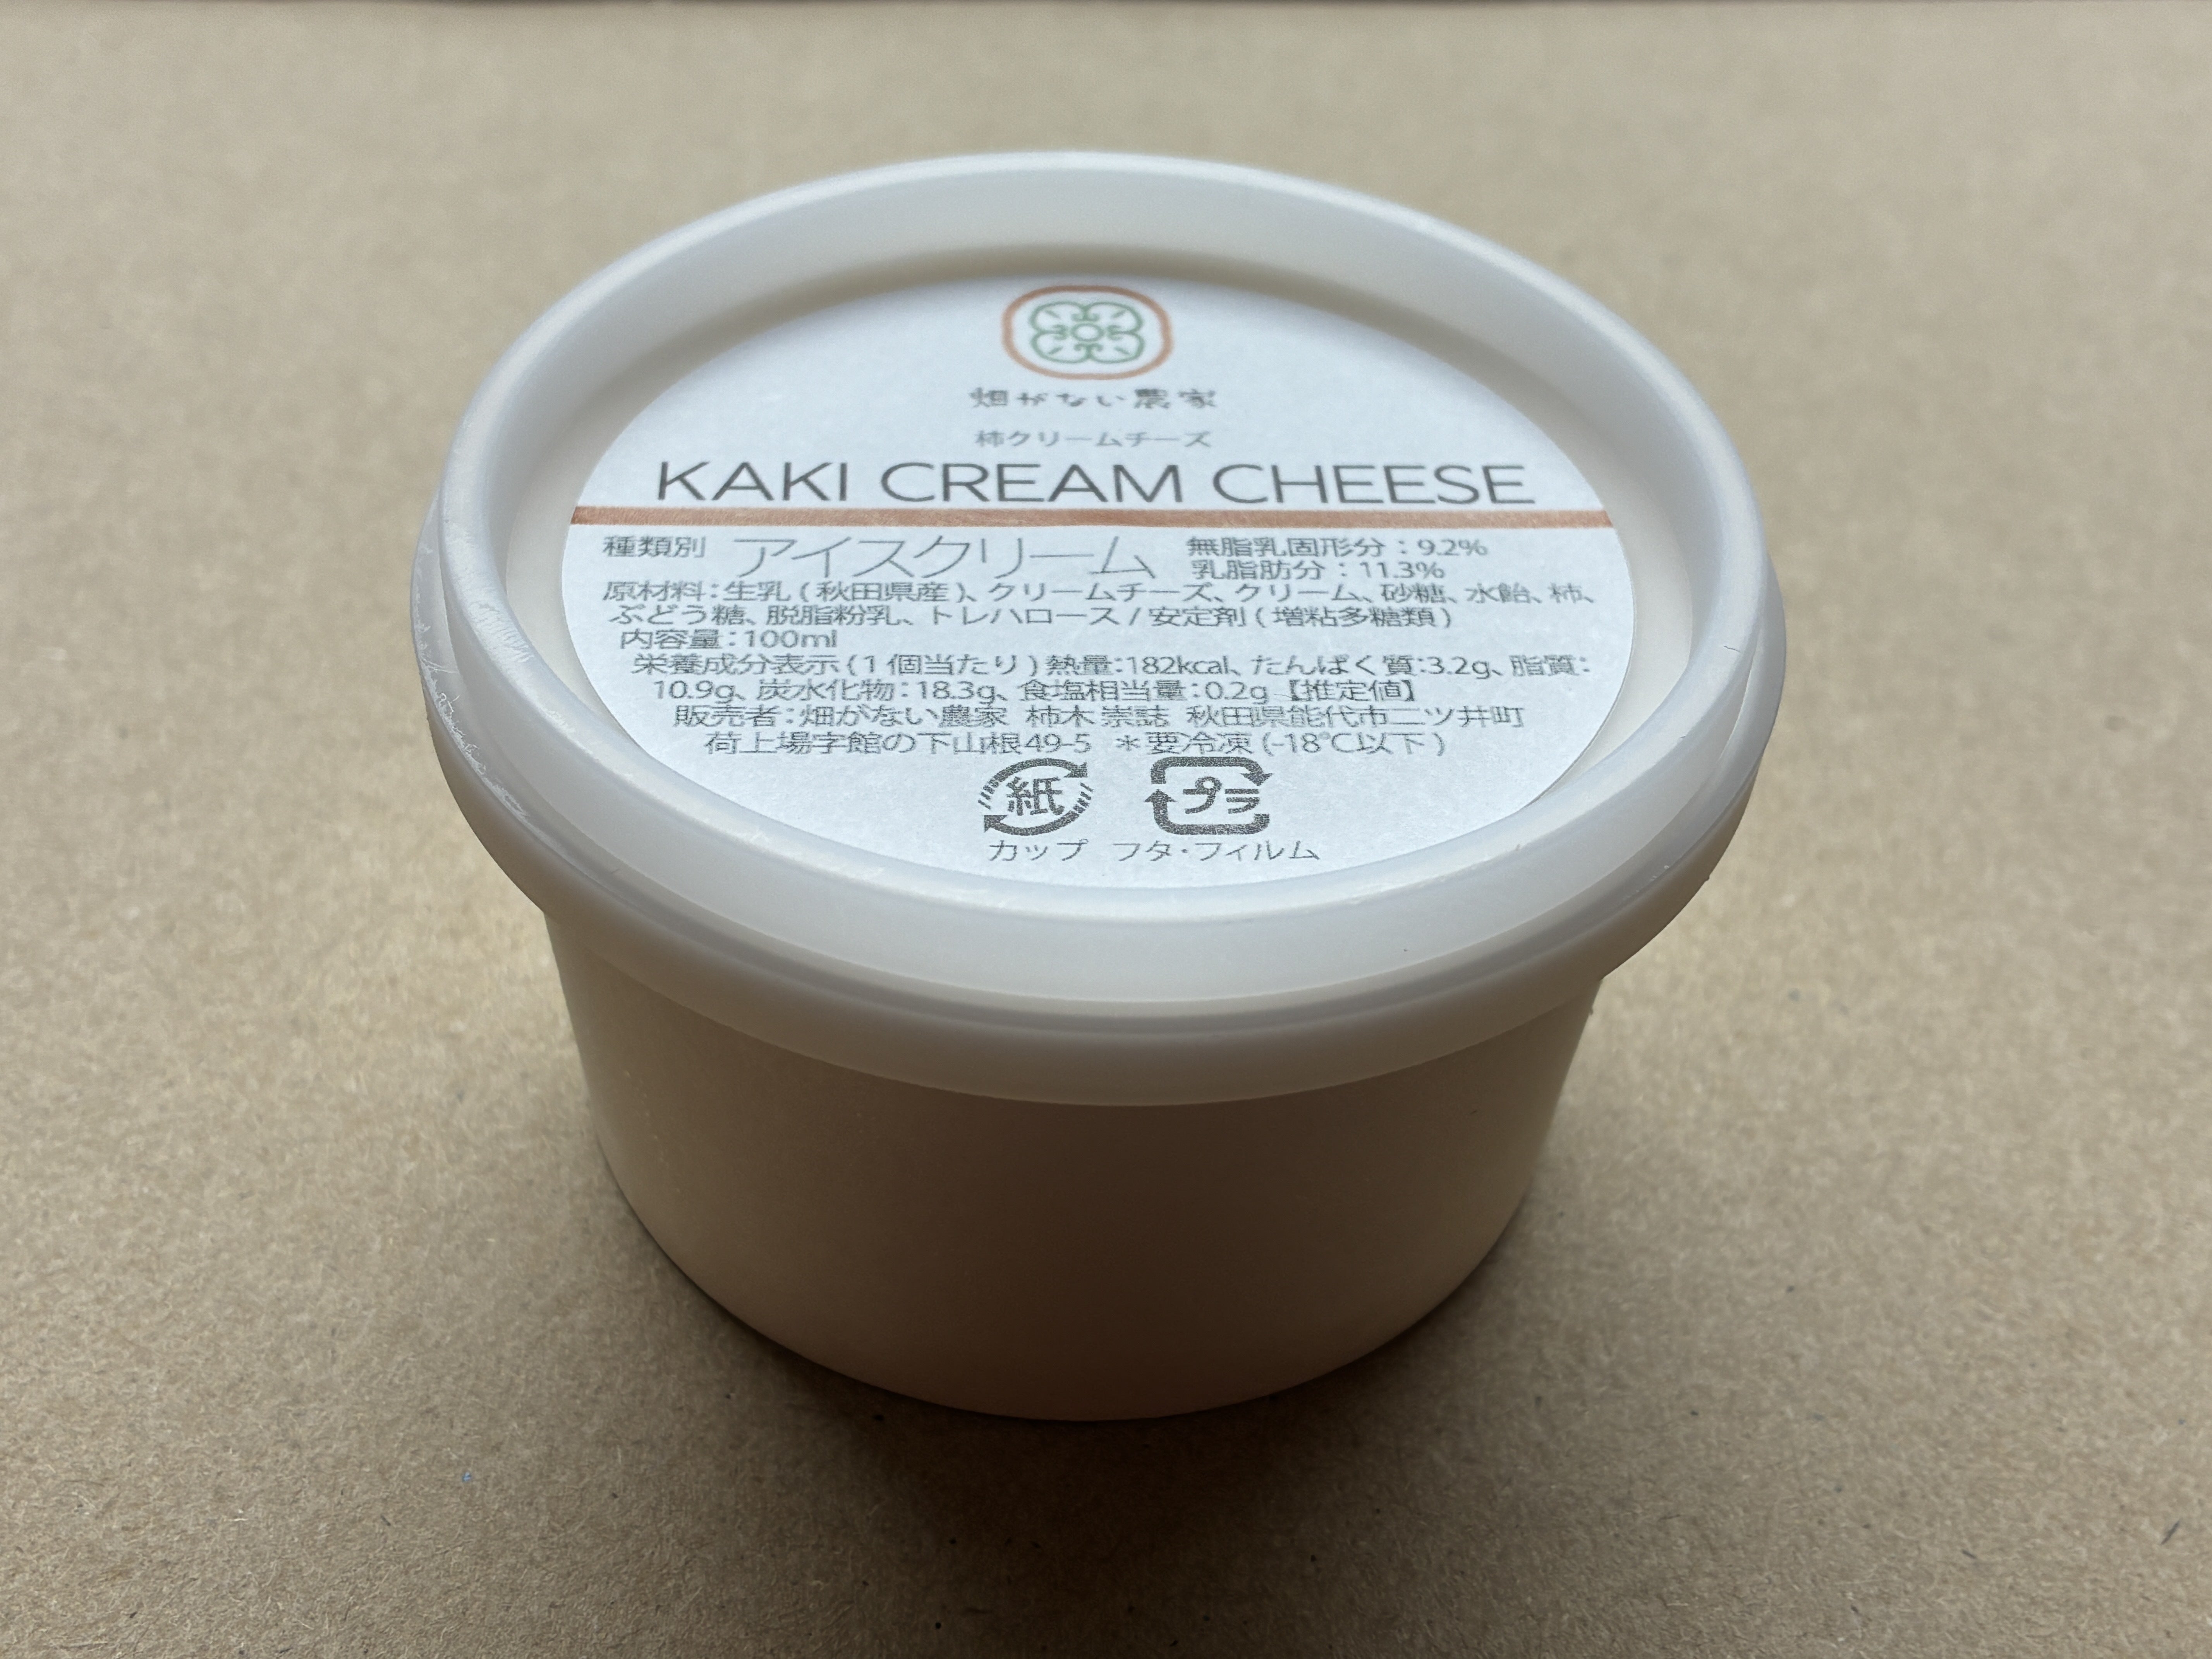 畑がない農家
柿クリームチーズ
KAKI CREAM CHEESE
種類別 アイスクリーム 無脂乳固形分：9.2%
乳脂肪分：11.3%
原材料：生乳(秋田県産)、クリームチーズ、クリーム、砂糖、水飴、柿、
ぶどう糖、脱脂粉乳、トレハロース/安定剤(増粘多糖類)
内容量：100ml
栄養成分表示(1個当たり)熱量：182kcal、たんぱく質：3.2g、脂質：
10.9g、炭水化物：18.3g、食塩相当量：0.2g【推定値】
販売者：畑がない農家 柿木 崇誌 秋田県能代市二ツ井町
荷上場字館の下山根49-5 ＊要冷凍(-18℃以下)
紙 プラ
カップ フタ・フィルム